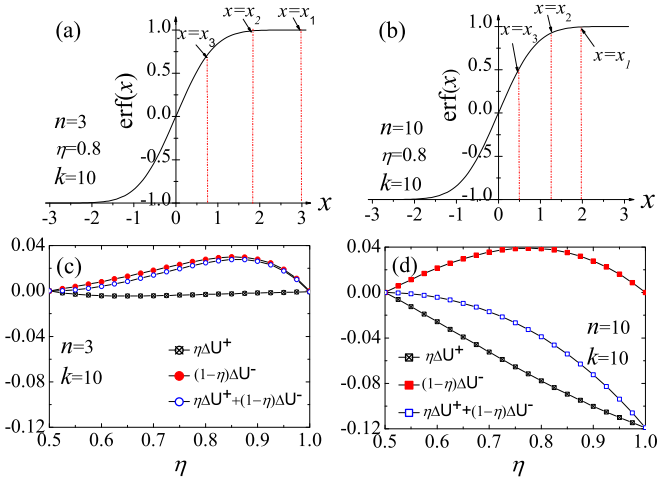 (a)
x=x₃
x=x₂
x=x₁
1.0
0.5
0.0
-0.5
-1.0
erf(x)
n=3
η=0.8
k=10
-3 -2 -1 0 1 2 3
x
(b)
x=x₃
x=x₂
x=x₁
1.0
0.5
0.0
-0.5
-1.0
erf(x)
n=10
η=0.8
k=10
-3 -2 -1 0 1 2 3
x
(c)
0.04
0.00
-0.04
-0.08
-0.12
n=3
k=10
ηΔU⁺
(1-η)ΔU⁻
ηΔU⁺+(1-η)ΔU⁻
0.5 0.6 0.7 0.8 0.9 1.0
η
(d)
0.04
0.00
-0.04
-0.08
-0.12
n=10
k=10
ηΔU⁺
(1-η)ΔU⁻
ηΔU⁺+(1-η)ΔU⁻
0.5 0.6 0.7 0.8 0.9 1.0
η